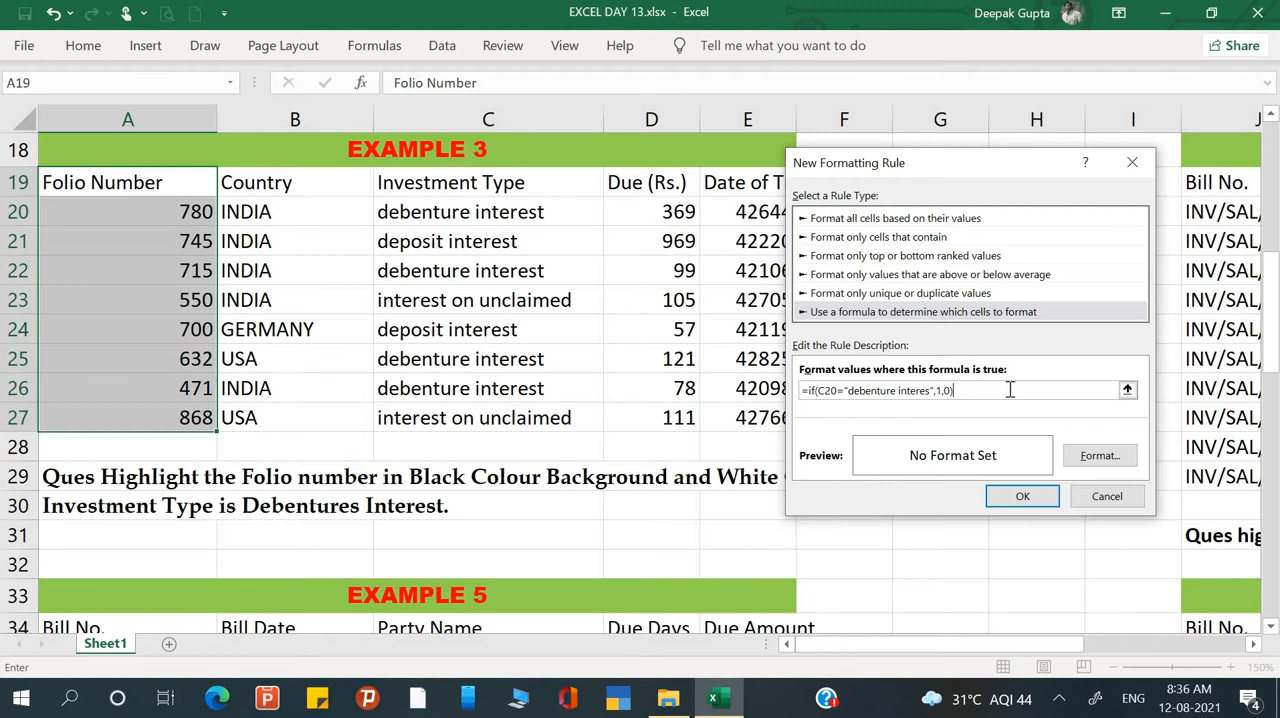 EXCEL DAY 13.xlsx - Excel
Deepak Gupta
File Home Insert Draw Page Layout Formulas Data Review View Help Tell me what you want to do Share
A19 fx Folio Number
A B C D E F G H I J
18 EXAMPLE 3
19 Folio Number Country Investment Type Due (Rs.) Date of T Bill No.
20 780 INDIA debenture interest 369 4264 INV/SAL
21 745 INDIA deposit interest 969 4222 INV/SAL
22 715 INDIA debenture interest 99 4210 INV/SAL
23 550 INDIA interest on unclaimed 105 4270 INV/SAL
24 700 GERMANY deposit interest 57 4211 INV/SAL
25 632 USA debenture interest 121 4282 INV/SAL
26 471 INDIA debenture interest 78 4209 INV/SAL
27 868 USA interest on unclaimed 111 4276 INV/SAL
28 INV/SAL
29 Ques Highlight the Folio number in Black Colour Background and White INV/SAL
30 Investment Type is Debentures Interest.
31 Ques hig
32
33 EXAMPLE 5
34 Bill No. Bill Date Party Name Due Days Due Amount Bill No.
New Formatting Rule ?
Select a Rule Type:
► Format all cells based on their values
► Format only cells that contain
► Format only top or bottom ranked values
► Format only values that are above or below average
► Format only unique or duplicate values
► Use a formula to determine which cells to format
Edit the Rule Description:
Format values where this formula is true:
=if(C20="debenture interes",1,0)
Preview: No Format Set Format...
OK Cancel
Sheet1
Enter 150%
31°C AQI 44 ENG
8:36 AM
12-08-2021
4